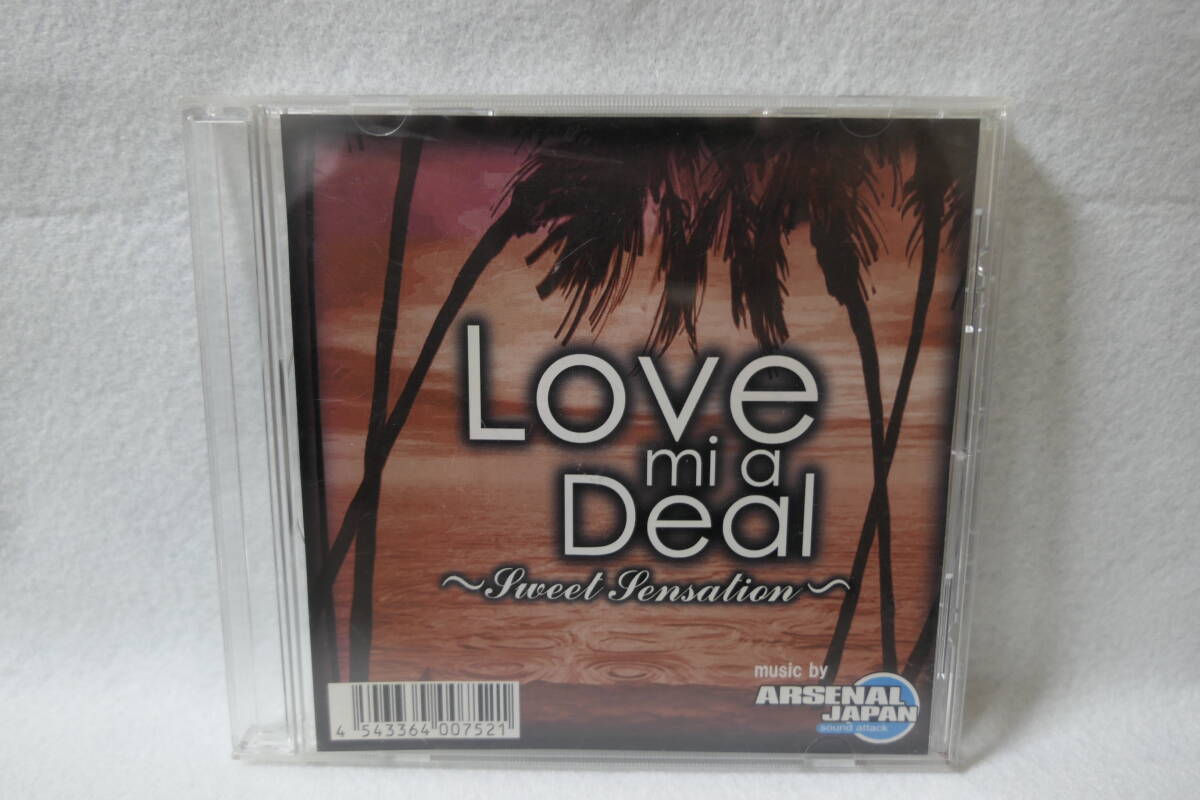 Love
mi a
Deal
～Sweet Sensation～
music by
ARSENAL
JAPAN
sound attack
4 543364 007521